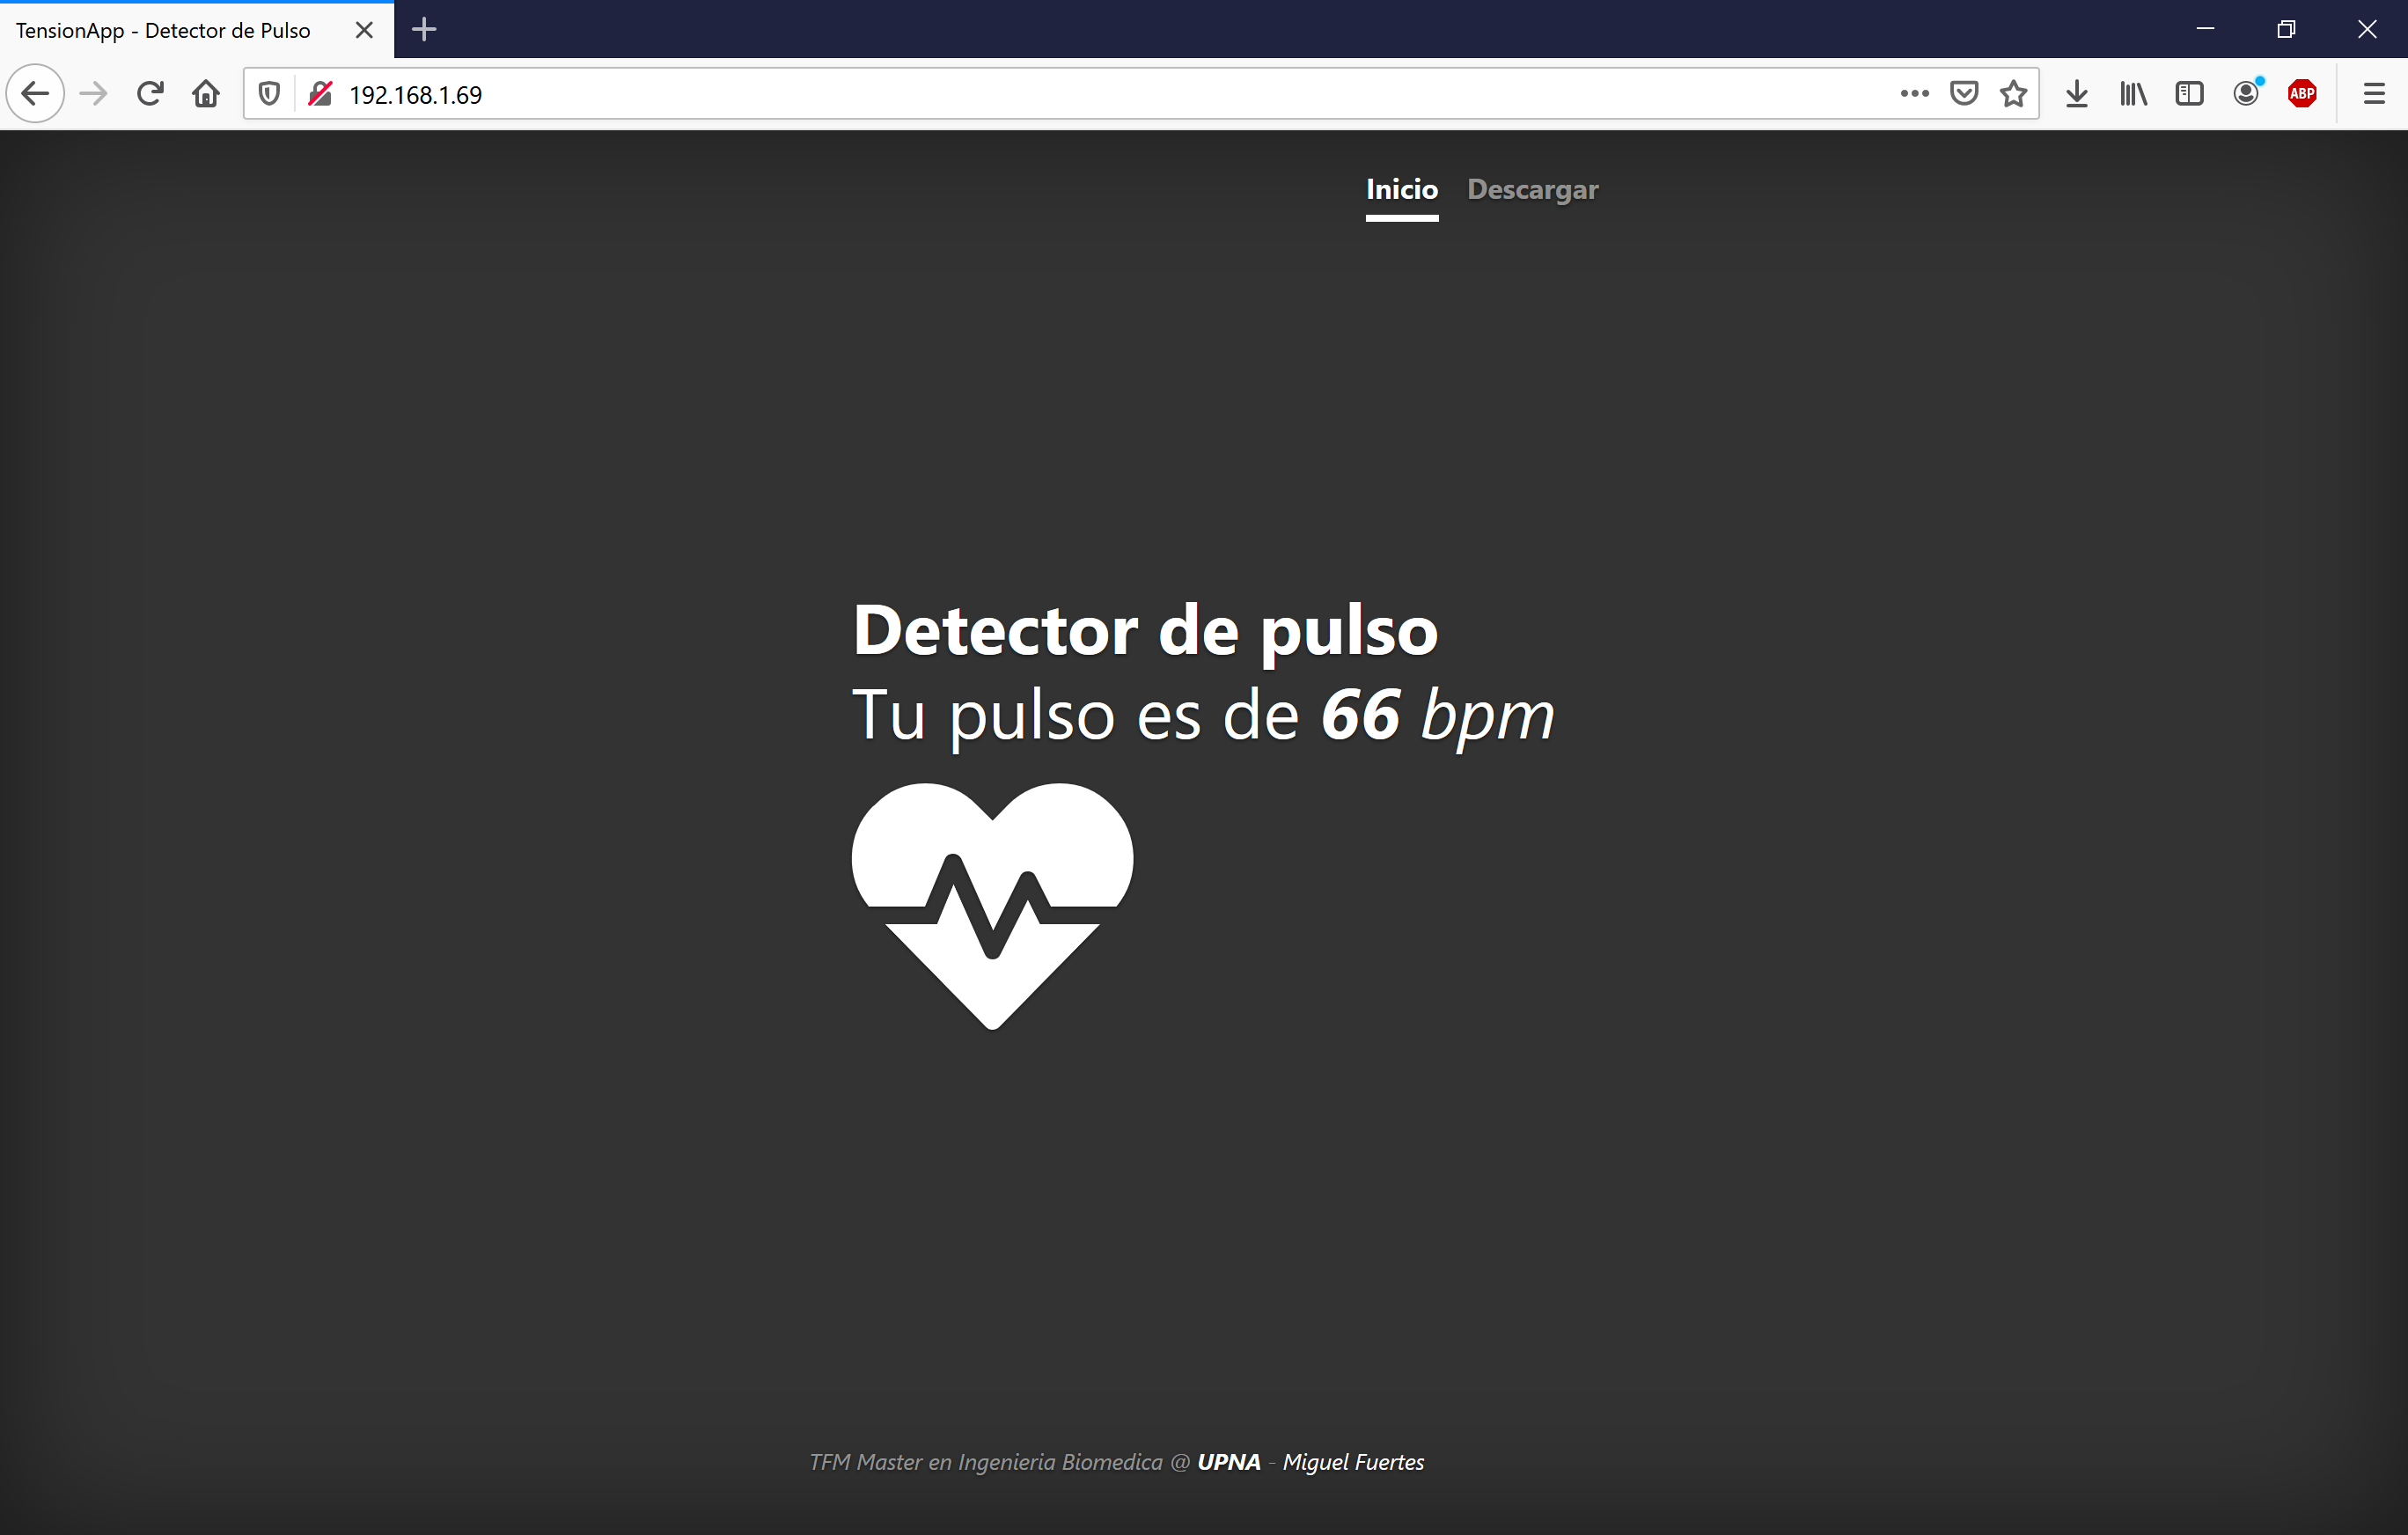 TensionApp - Detector de Pulso
192.168.1.69
ABP
Inicio Descargar
Detector de pulso
Tu pulso es de 66 bpm
TFM Master en Ingenieria Biomedica @ UPNA - Miguel Fuertes